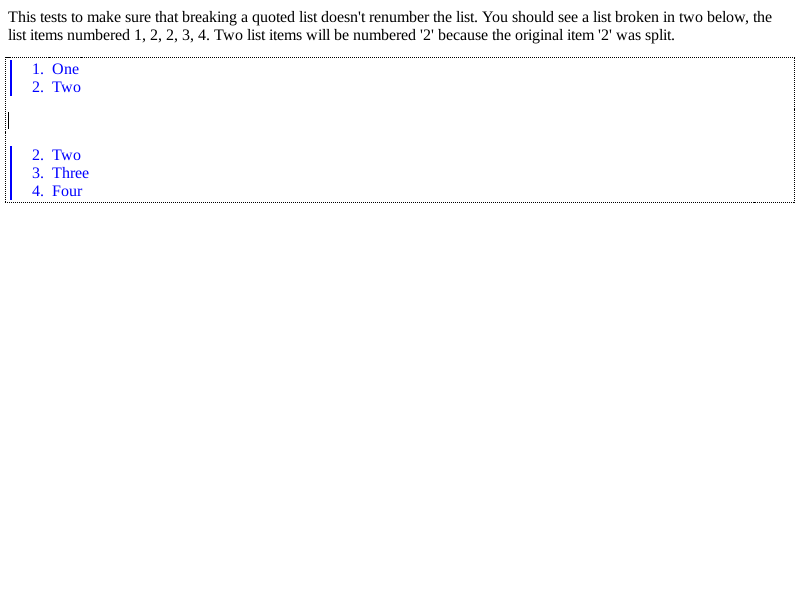 This tests to make sure that breaking a quoted list doesn't renumber the list. You should see a list broken in two below, the
list items numbered 1, 2, 2, 3, 4. Two list items will be numbered '2' because the original item '2' was split.
1. One
2. Two
2. Two
3. Three
4. Four